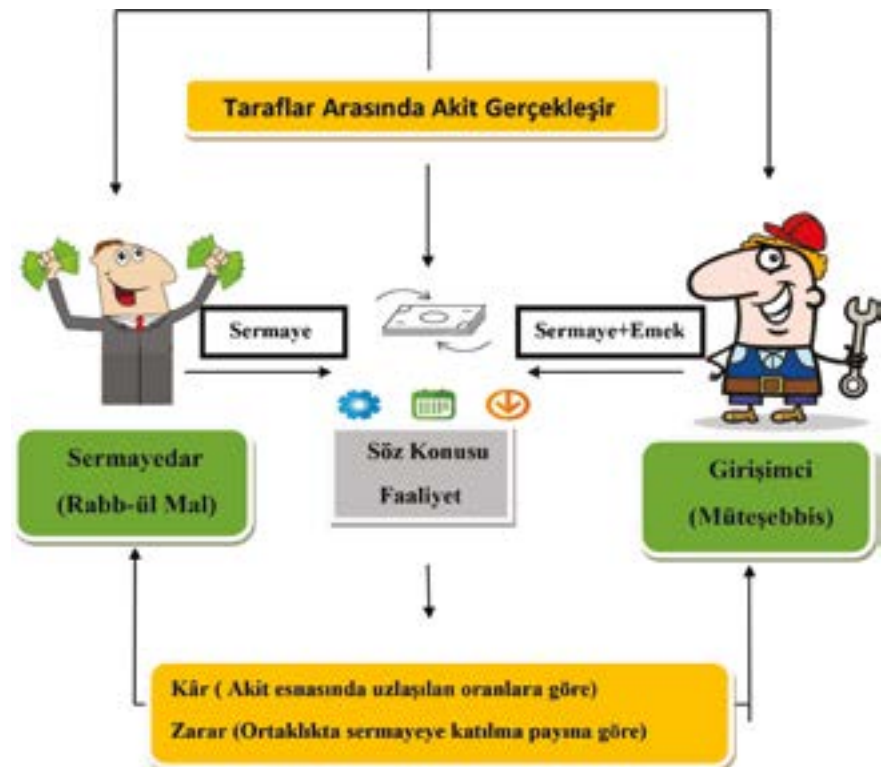 Taraflar Arasında Akit Gerçekleşir
Sermaye
Sermaye+Emek
Sermayedar
(Rabb-ül Mal)
Söz Konusu
Faaliyet
Girişimci
(Müteşebbis)
Kâr ( Akit esnasında uzlaşılan oranlara göre)
Zarar (Ortaklıkta sermayeye katılma payına göre)